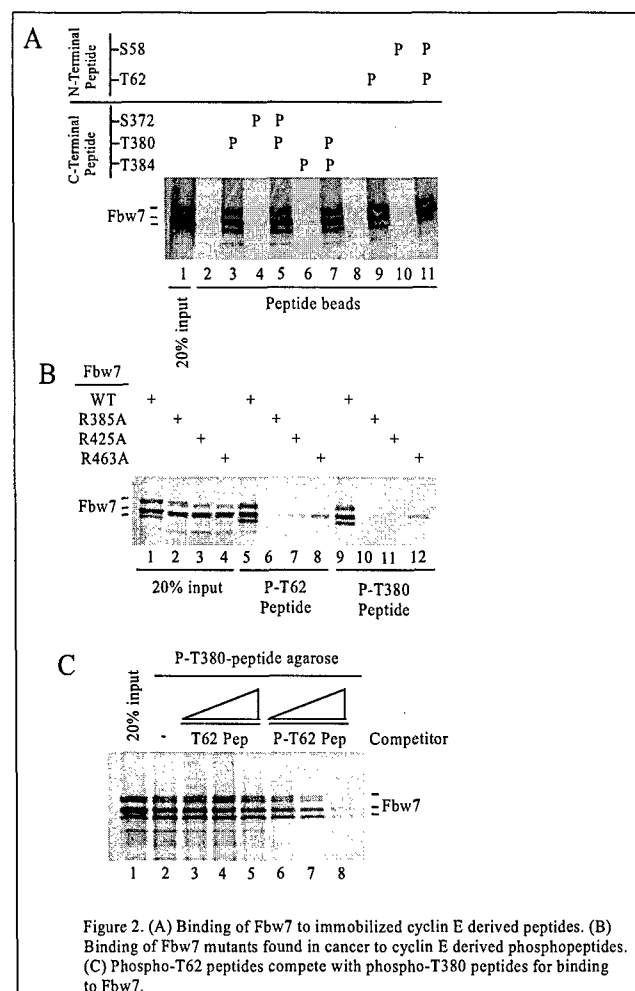 A
N-Terminal Peptide
S58 P P
T62 P P
C-Terminal Peptide
S372 P P
T380 P P P
T384 P P
Fbw7
1 2 3 4 5 6 7 8 9 10 11
20% input
Peptide beads
B
Fbw7
WT + + +
R385A + + +
R425A + + +
R463A + + +
Fbw7
1 2 3 4 5 6 7 8 9 10 11 12
20% input P-T62 Peptide P-T380 Peptide
C
20% input
P-T380-peptide agarose
- T62 Pep P-T62 Pep Competitor
Fbw7
1 2 3 4 5 6 7 8
Figure 2. (A) Binding of Fbw7 to immobilized cyclin E derived peptides. (B)
Binding of Fbw7 mutants found in cancer to cyclin E derived phosphopeptides.
(C) Phospho-T62 peptides compete with phospho-T380 peptides for binding
to Fbw7.